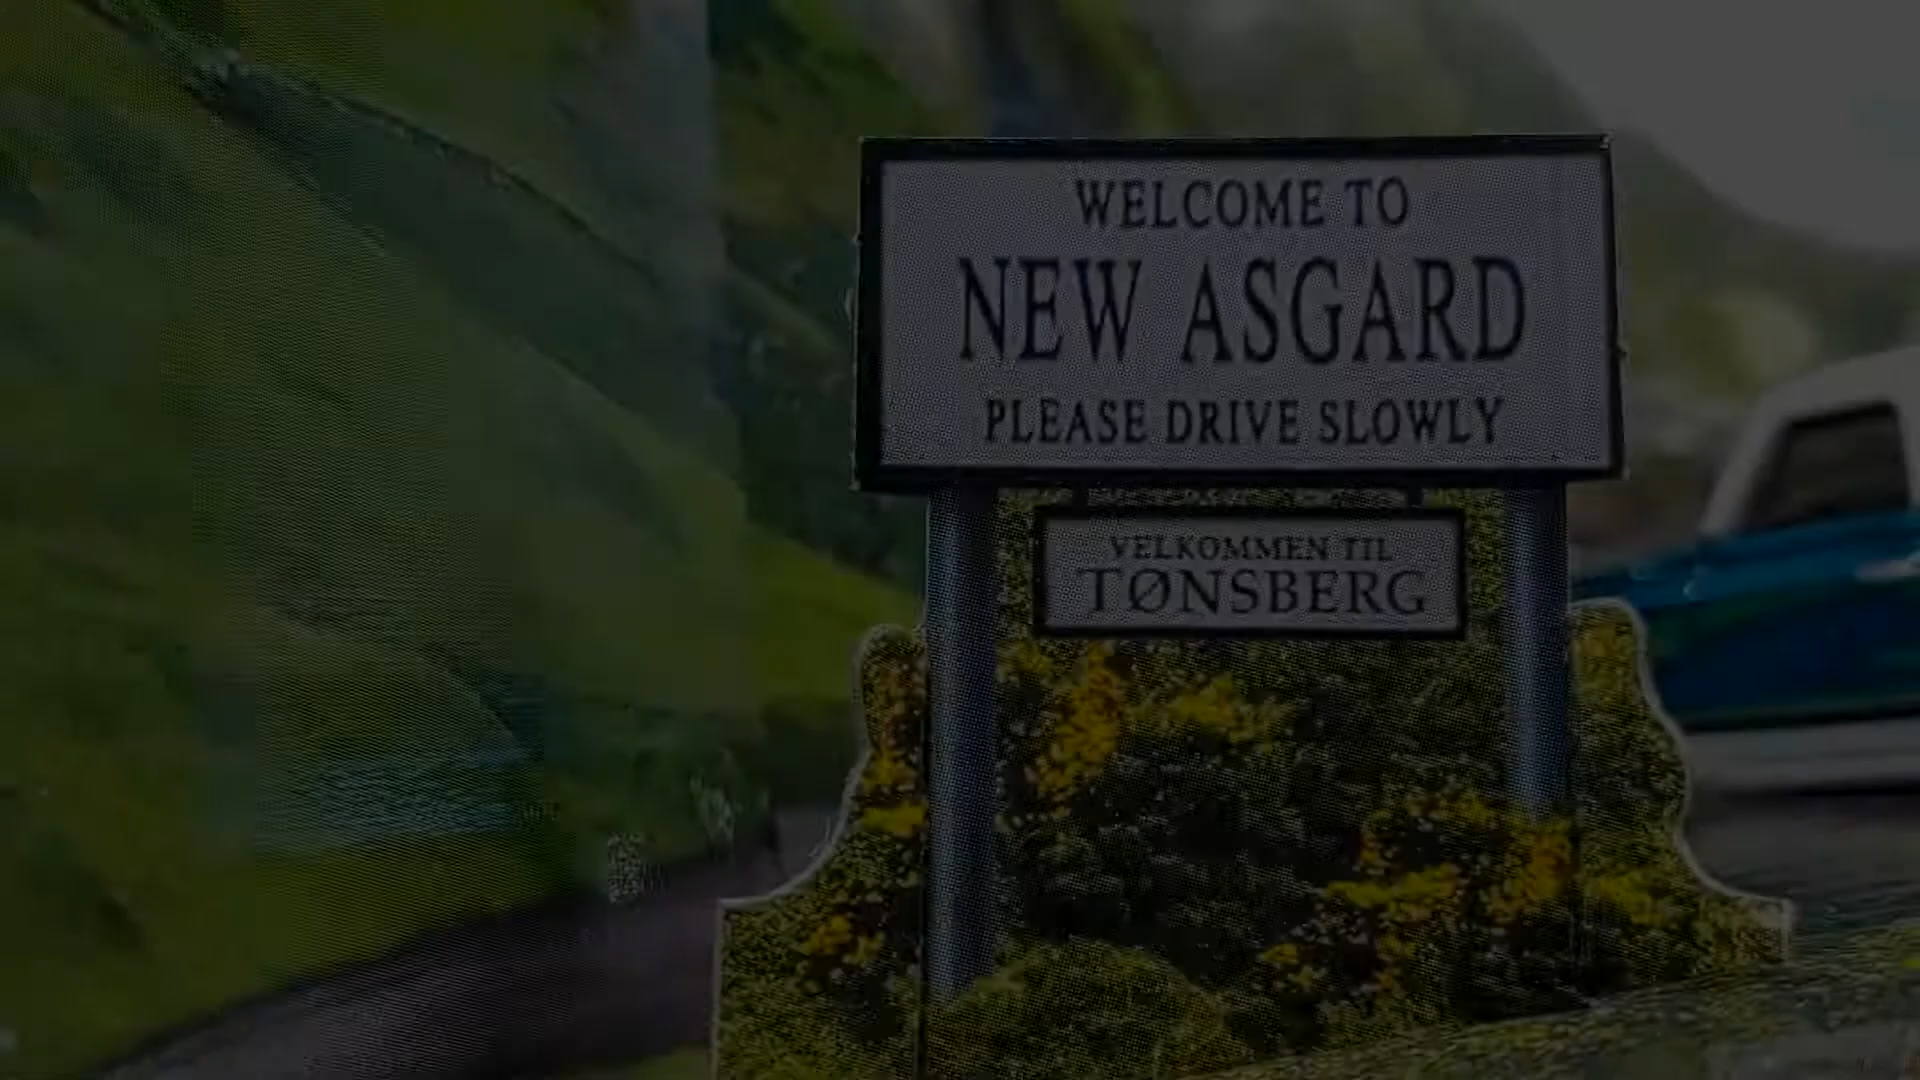 WELCOME TO
NEW ASGARD
PLEASE DRIVE SLOWLY
VELKOMMEN TIL
TØNSBERG